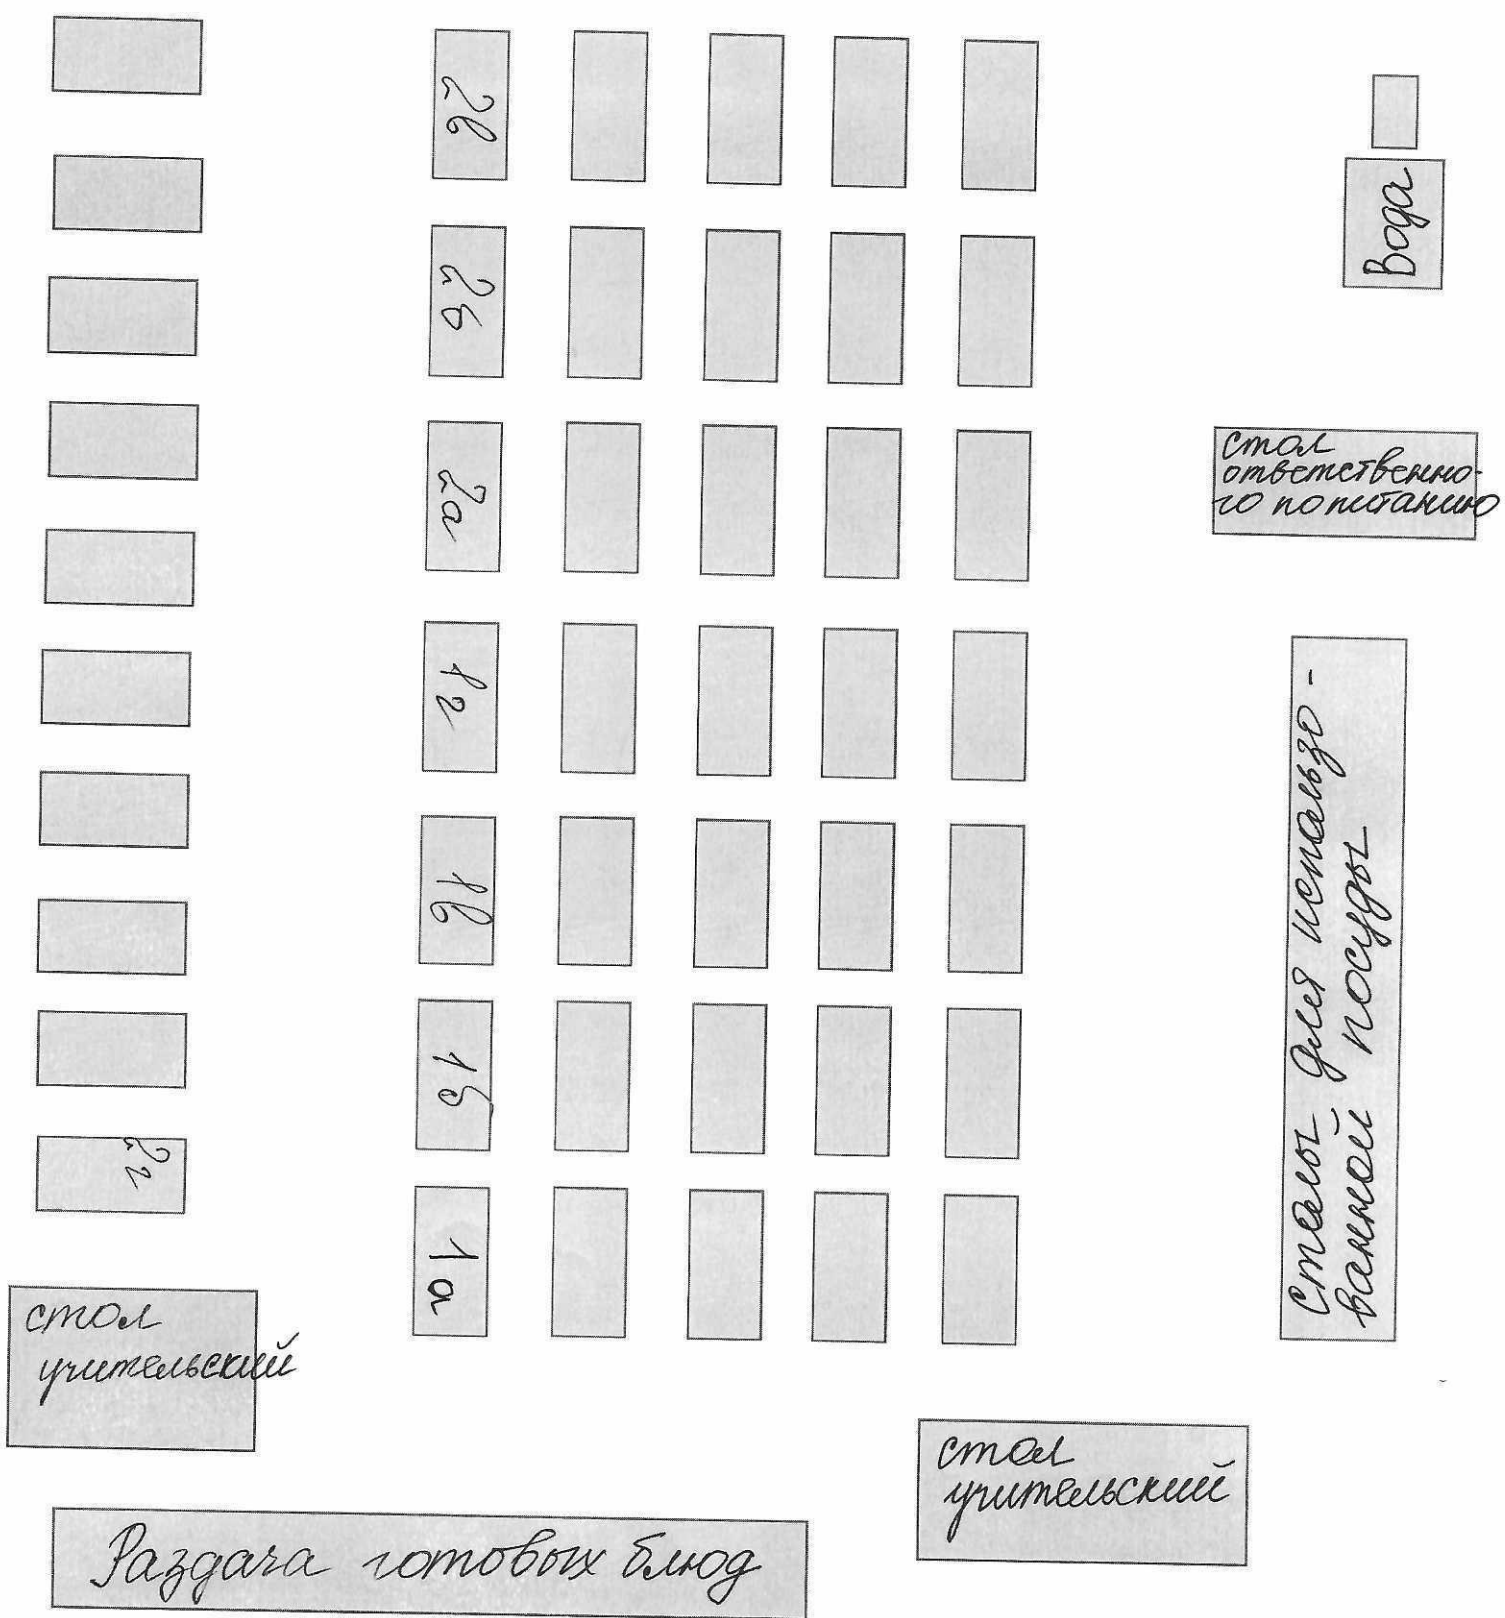 2в
Вода
2б
стол
ответственно-
го по питанию
2а
1г
Столы для использо-
ванной посуды
1в
1б
2г
1а
стол
учительский
стол
учительский
Раздача готовых блюд